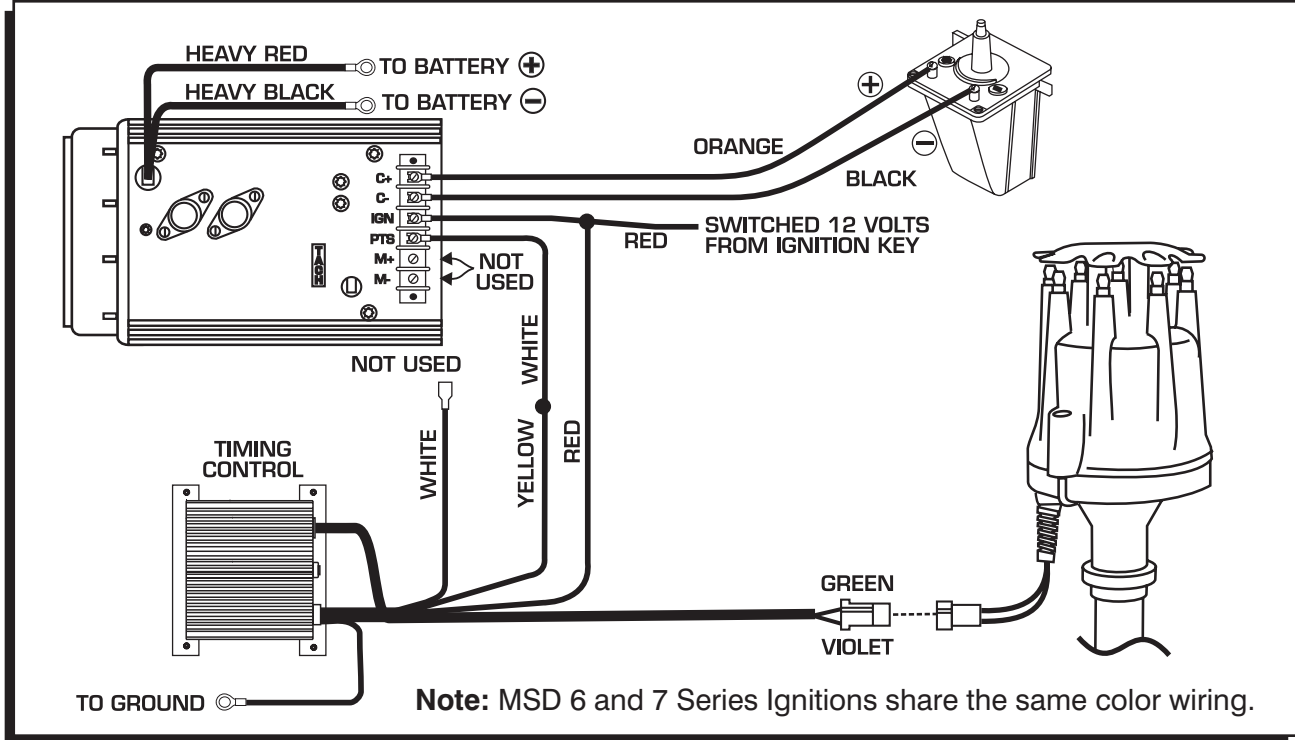 HEAVY RED
TO BATTERY +
HEAVY BLACK
TO BATTERY −
+
ORANGE
−
BLACK
C+
C-
IGN
PTS
M+
M-
TACH
RED
SWITCHED 12 VOLTS
FROM IGNITION KEY
NOT
USED
NOT USED
WHITE
WHITE
YELLOW
RED
TIMING
CONTROL
GREEN
VIOLET
TO GROUND
Note: MSD 6 and 7 Series Ignitions share the same color wiring.